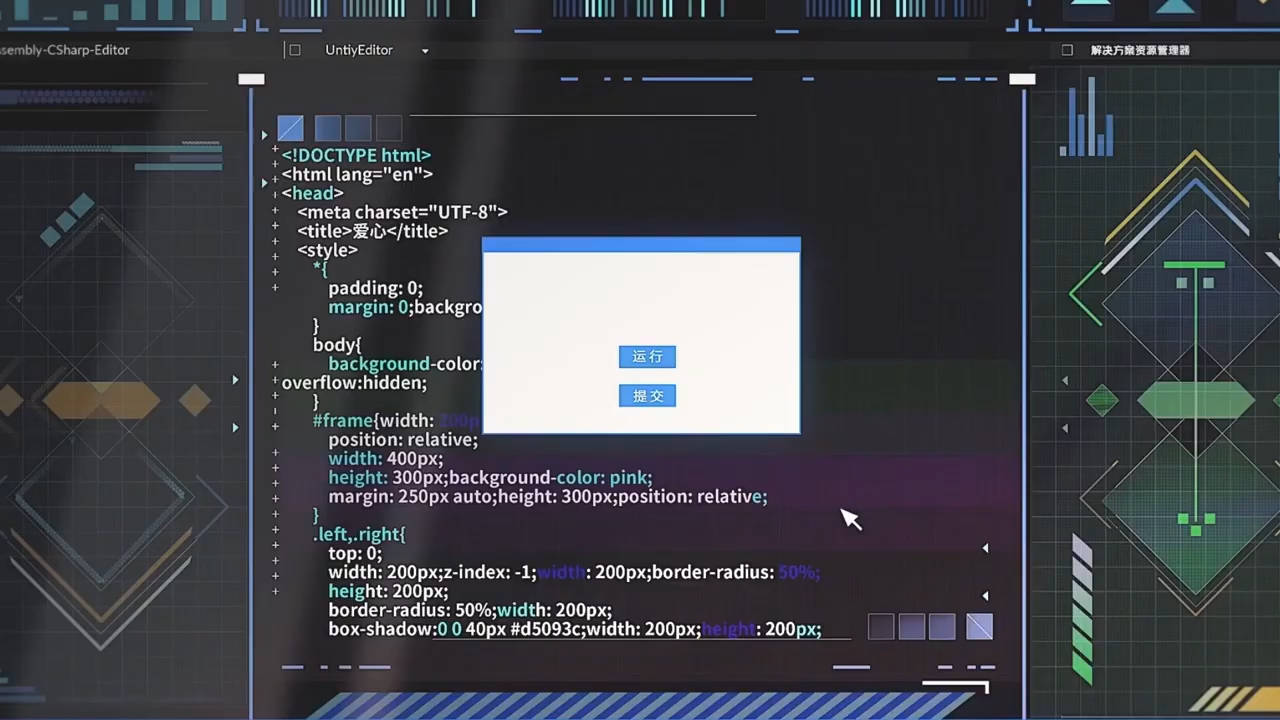 ssembly-CSharp-Editor
UntiyEditor
解决方案资源管理器
<!DOCTYPE html>
<html lang="en">
<head>
<meta charset="UTF-8">
<title>爱心</title>
<style>
*{
padding: 0;
margin: 0;backgro
}
body{
background-color:
overflow:hidden;
}
#frame{width: 200p
position: relative;
width: 400px;
height: 300px;background-color: pink;
margin: 250px auto;height: 300px;position: relative;
}
.left,.right{
top: 0;
width: 200px;z-index: -1;width: 200px;border-radius: 50%;
height: 200px;
border-radius: 50%;width: 200px;
box-shadow:0 0 40px #d5093c;width: 200px;height: 200px;
运行
提交